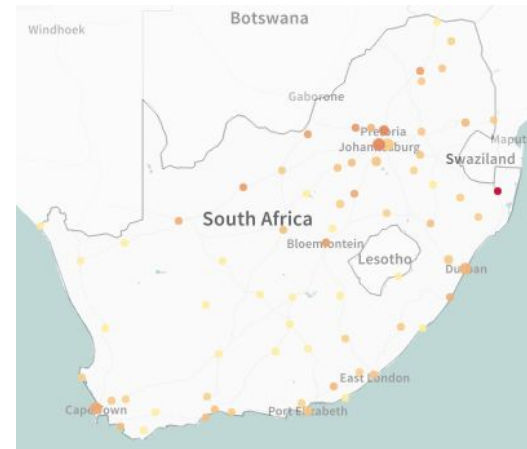 Botswana
Windhoek
Gaborone
Pretoria
Johannesburg
Maput
Swaziland
South Africa
Bloemfontein
Lesotho
Durban
East London
Cape Town
Port Elizabeth